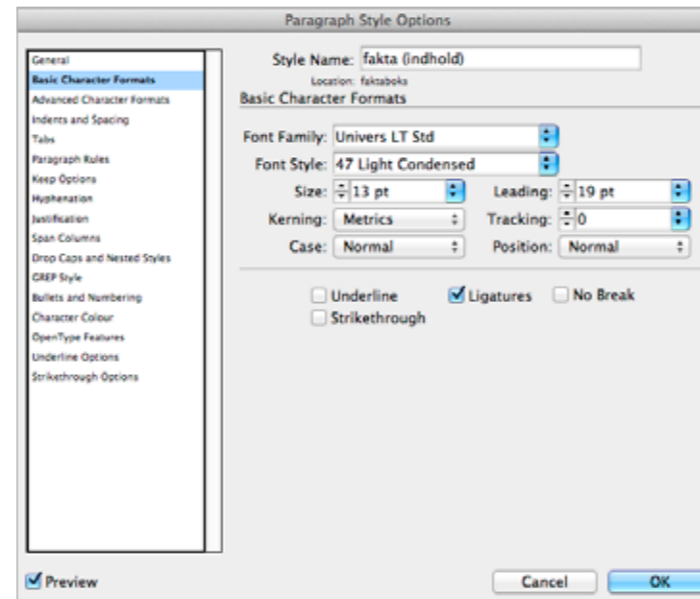 Paragraph Style Options
General
Basic Character Formats
Advanced Character Formats
Indents and Spacing
Tabs
Paragraph Rules
Keep Options
Hyphenation
Justification
Span Columns
Drop Caps and Nested Styles
GREP Style
Bullets and Numbering
Character Colour
OpenType Features
Underline Options
Strikethrough Options
Style Name: fakta (indhold)
Location: faktaboks
Basic Character Formats
Font Family: Univers LT Std
Font Style: 47 Light Condensed
Size: 13 pt Leading: 19 pt
Kerning: Metrics Tracking: 0
Case: Normal Position: Normal
Underline Ligatures No Break
Strikethrough
Preview Cancel OK